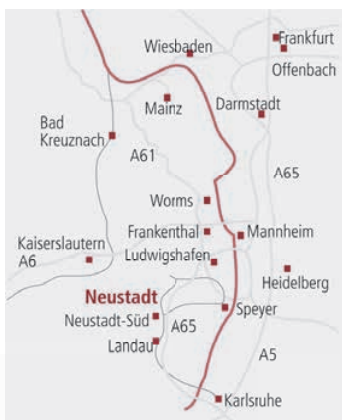 Frankfurt
Wiesbaden
Offenbach
Mainz
Darmstadt
Bad
Kreuznach
A61
A65
Worms
Frankenthal
Mannheim
Kaiserslautern
A6
Ludwigshafen
Heidelberg
Neustadt
Neustadt-Süd
A65
Speyer
Landau
A5
Karlsruhe